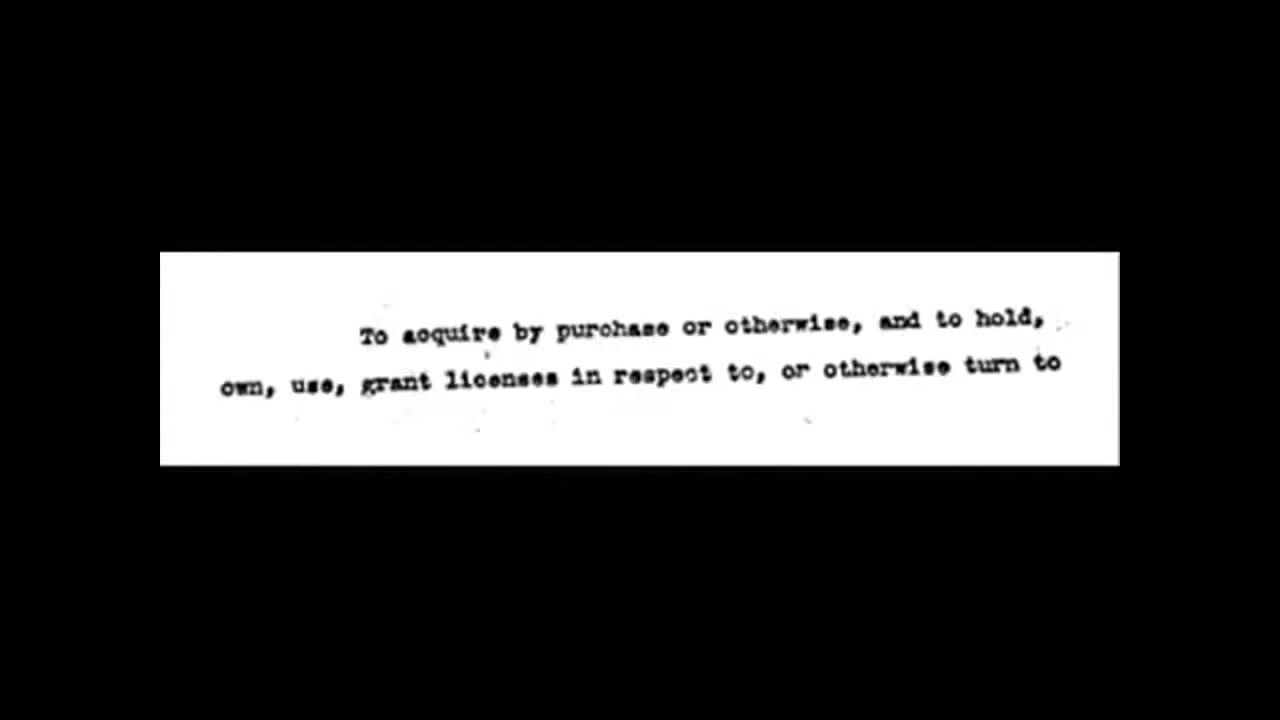 To acquire by purchase or otherwise, and to hold,
own, use, grant licenses in respect to, or otherwise turn to